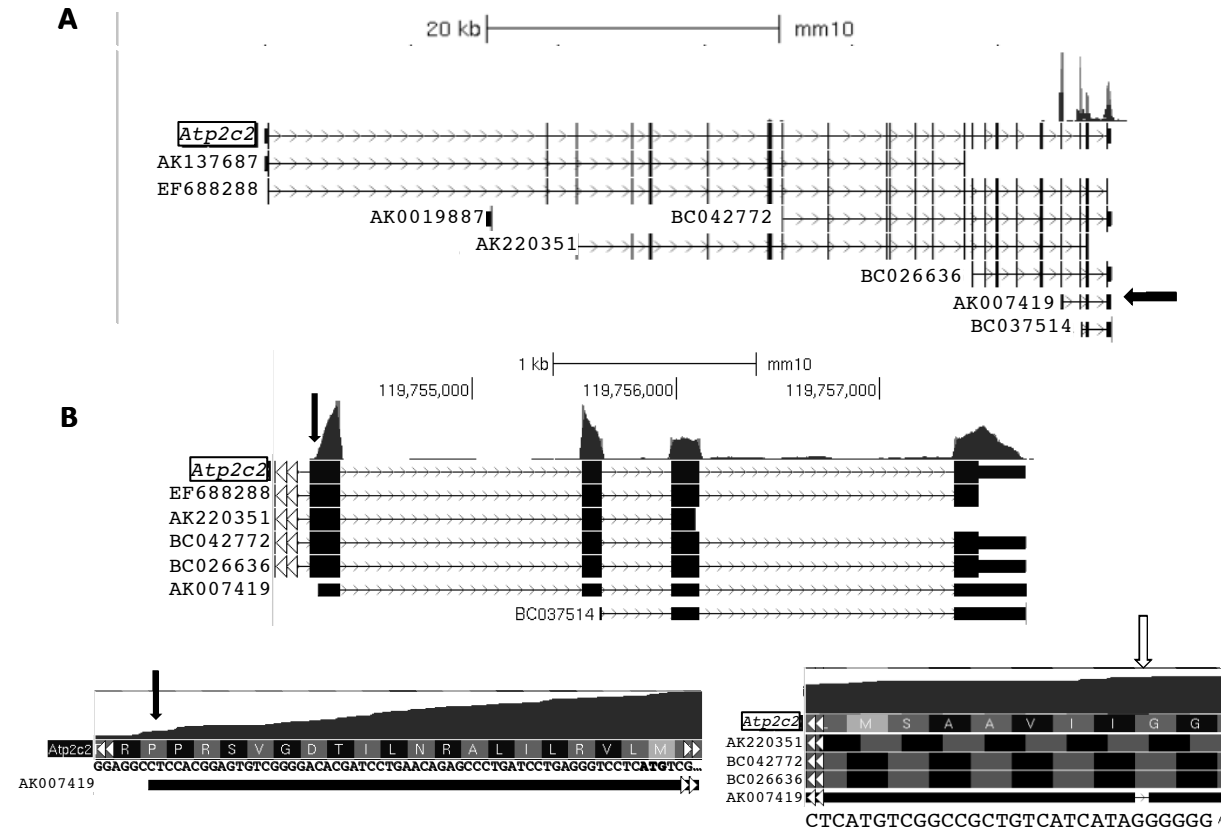 A
20 kb mm10
Atp2c2
AK137687
EF688288
AK0019887 BC042772
AK220351
BC026636
AK007419
BC037514
1 kb mm10
119,755,000 119,756,000 119,757,000
B
Atp2c2
EF688288
AK220351
BC042772
BC026636
AK007419
BC037514
Atp2c2 R P P R S V G D T I L N R A L I L R V L M
GGAGGCCTCCACGGAGTGTCGGGGACACGATCCTGAACAGAGCCCTGATCCTGAGGGTCCTCATGTCG...
AK007419
Atp2c2 L M S A A V I I G G
AK220351
BC042772
BC026636
AK007419
CTCATGTCGGCCGCTGTCATCATAGGGGGG